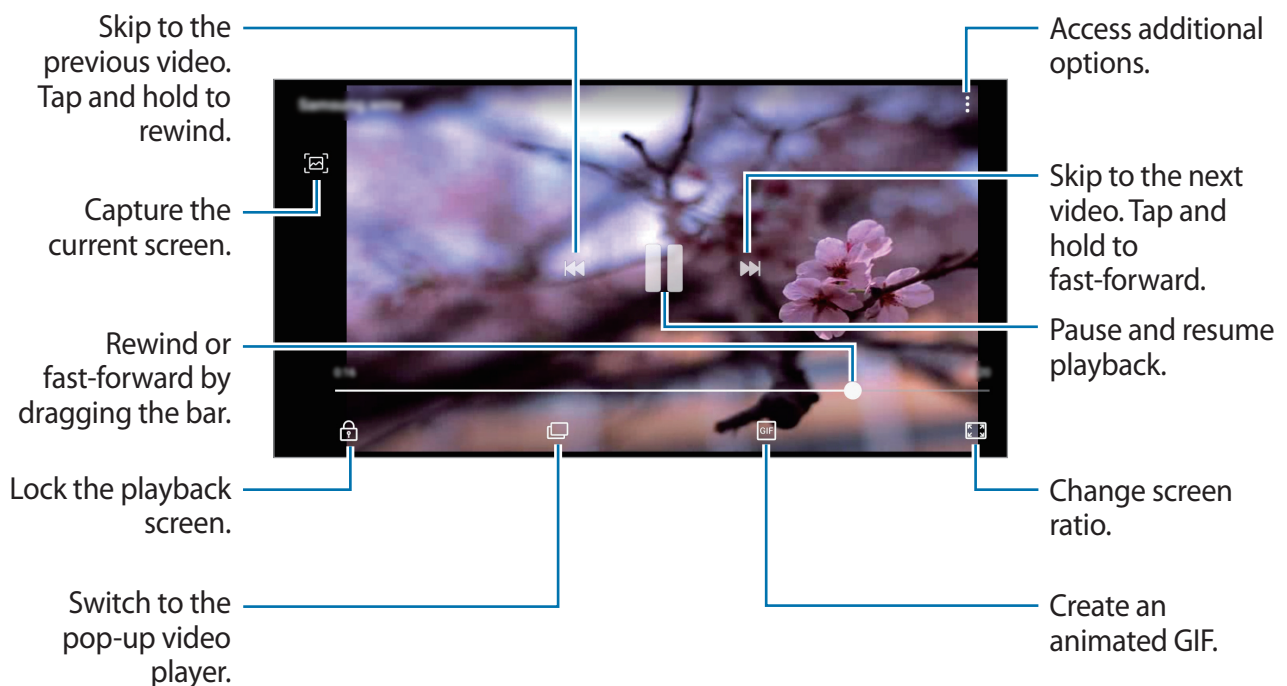 Skip to the
previous video.
Tap and hold to
rewind.
Capture the
current screen.
Rewind or
fast-forward by
dragging the bar.
Lock the playback
screen.
Switch to the
pop-up video
player.
GIF
Access additional
options.
Skip to the next
video. Tap and
hold to
fast-forward.
Pause and resume
playback.
Change screen
ratio.
Create an
animated GIF.